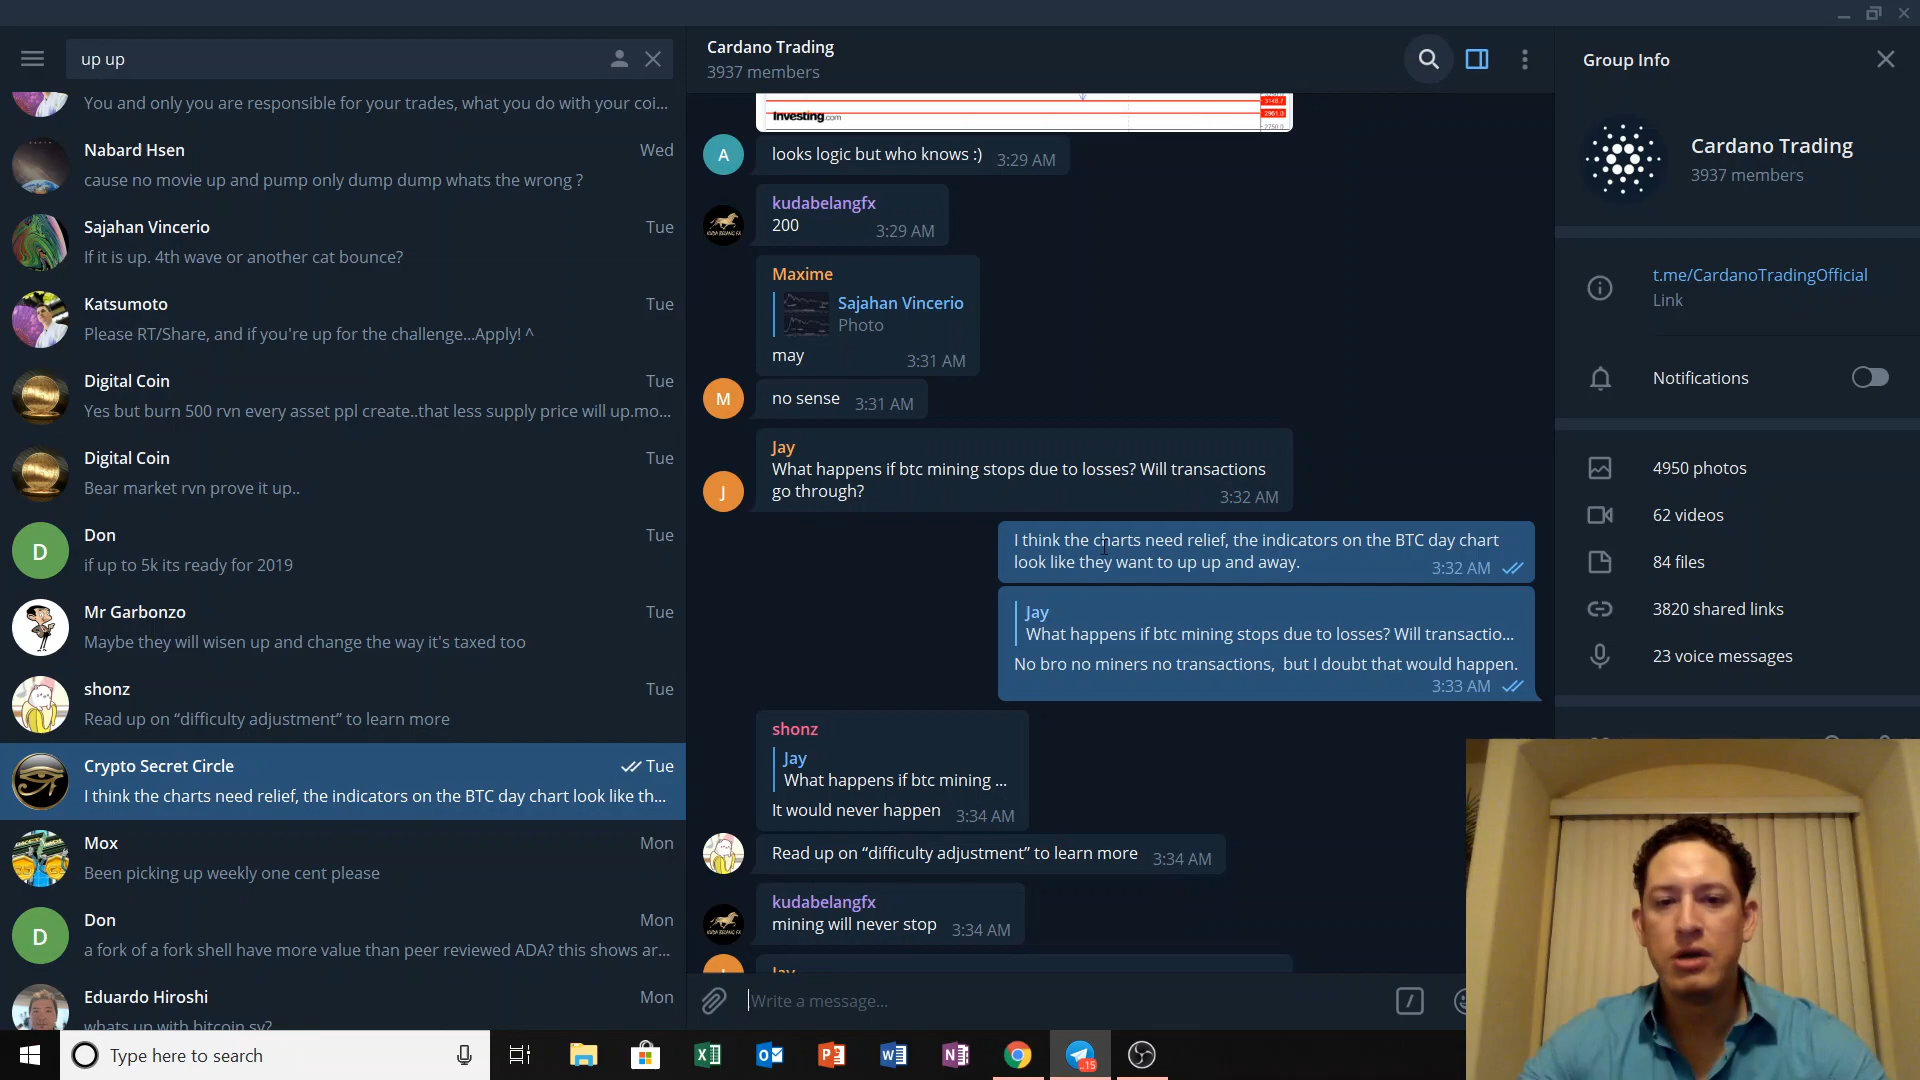 up up
You and only you are responsible for your trades, what you do with your coi...
Nabard Hsen
Wed
cause no movie up and pump only dump dump whats the wrong ?
Sajahan Vincerio
Tue
If it is up. 4th wave or another cat bounce?
Katsumoto
Tue
Please RT/Share, and if you're up for the challenge...Apply! ^
Digital Coin
Tue
Yes but burn 500 rvn every asset ppl create..that less supply price will up.mo...
Digital Coin
Tue
Bear market rvn prove it up..
D
Don
Tue
if up to 5k its ready for 2019
Mr Garbonzo
Tue
Maybe they will wisen up and change the way it's taxed too
shonz
Tue
Read up on “difficulty adjustment” to learn more
Crypto Secret Circle
Tue
I think the charts need relief, the indicators on the BTC day chart look like th...
Mox
Mon
Been picking up weekly one cent please
D
Don
Mon
a fork of a fork shell have more value than peer reviewed ADA? this shows ar...
Eduardo Hiroshi
Mon
whats up with bitcoin sv?
Cardano Trading
3937 members
Investing.com
3148.7
2961.0
2750.0
A
looks logic but who knows :)
3:29 AM
kudabelangfx
200
3:29 AM
Maxime
Sajahan Vincerio
Photo
may
3:31 AM
M
no sense
3:31 AM
Jay
What happens if btc mining stops due to losses? Will transactions
go through?
3:32 AM
J
I think the charts need relief, the indicators on the BTC day chart
look like they want to up up and away.
3:32 AM
Jay
What happens if btc mining stops due to losses? Will transactio...
No bro no miners no transactions, but I doubt that would happen.
3:33 AM
shonz
Jay
What happens if btc mining ...
It would never happen
3:34 AM
Read up on “difficulty adjustment” to learn more
3:34 AM
kudabelangfx
mining will never stop
3:34 AM
Jay
Write a message...
Group Info
Cardano Trading
3937 members
t.me/CardanoTradingOfficial
Link
Notifications
4950 photos
62 videos
84 files
3820 shared links
23 voice messages
Type here to search
..15